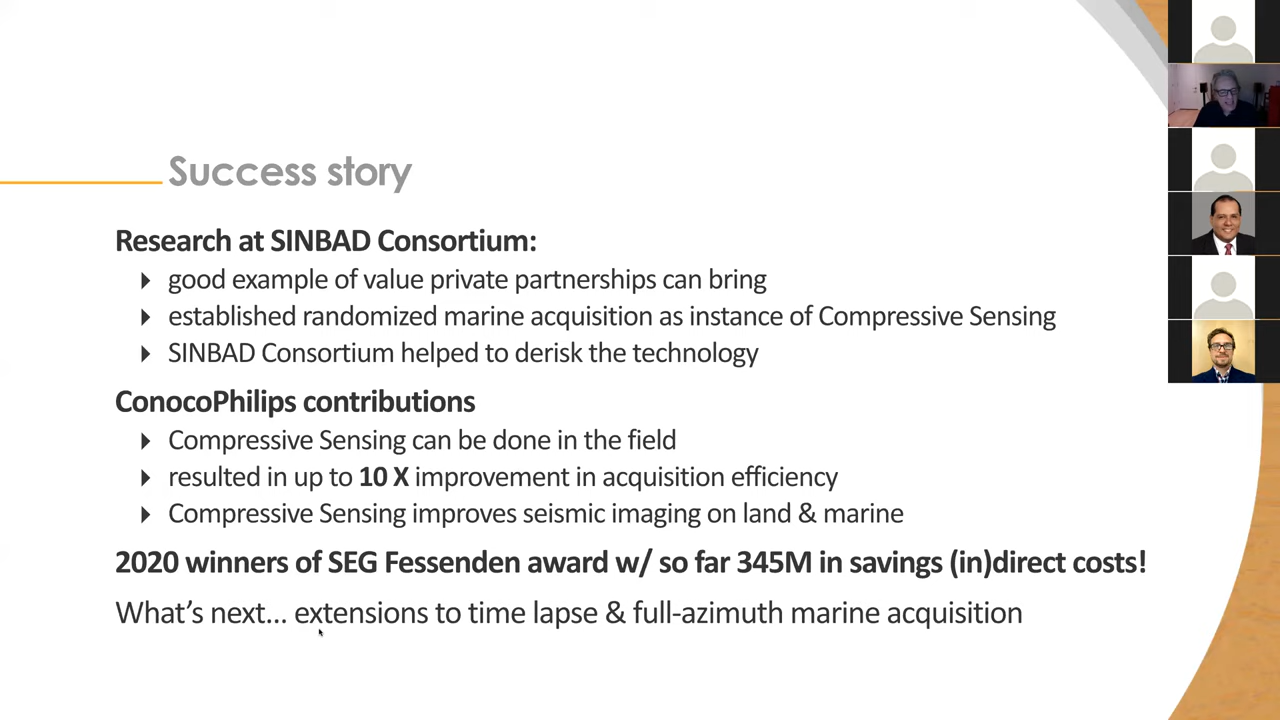 Success story
Research at SINBAD Consortium:
good example of value private partnerships can bring
established randomized marine acquisition as instance of Compressive Sensing
SINBAD Consortium helped to derisk the technology
ConocoPhilips contributions
Compressive Sensing can be done in the field
resulted in up to 10 X improvement in acquisition efficiency
Compressive Sensing improves seismic imaging on land & marine
2020 winners of SEG Fessenden award w/ so far 345M in savings (in)direct costs!
What's next... extensions to time lapse & full-azimuth marine acquisition